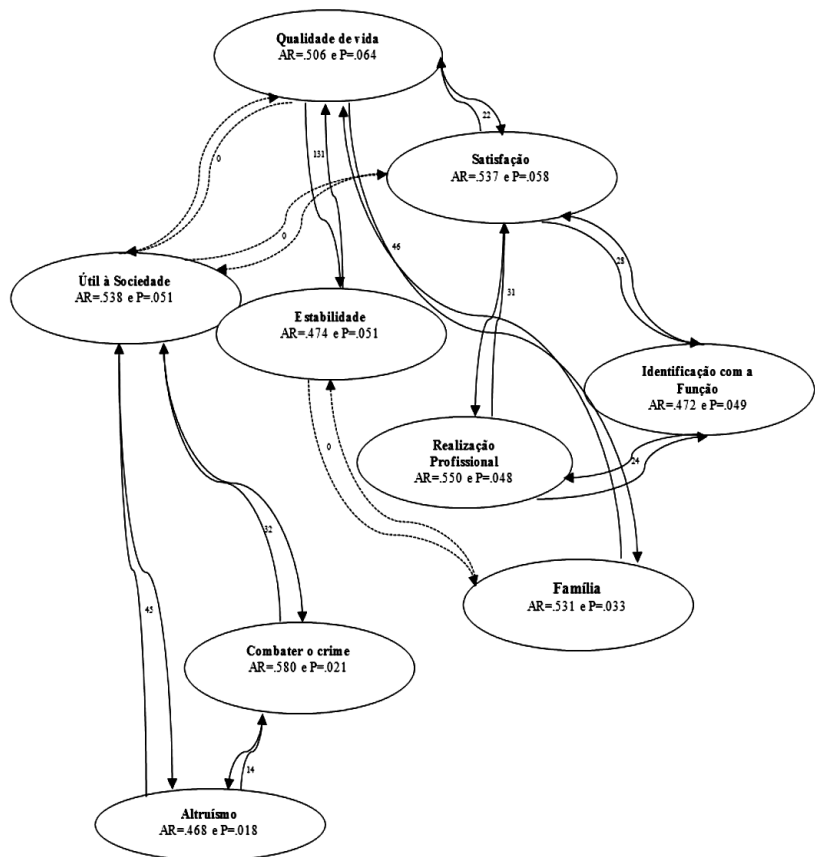 Qualidade de vida
AR=.506 e P=.064
22
0
131
Satisfação
AR=.537 e P=.058
0
46
28
Útil à Sociedade
AR=.538 e P=.051
31
Estabilidade
AR=.474 e P=.051
Identificação com a
Função
AR=.472 e P=.049
0
Realização
Profissional
AR=.550 e P=.048
24
32
Família
AR=.531 e P=.033
45
Combater o crime
AR=.580 e P=.021
14
Altruísmo
AR=.468 e P=.018